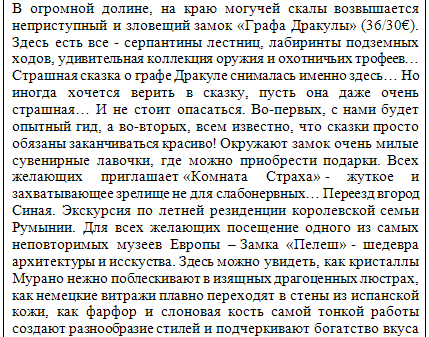 В огромной долине, на краю могучей скалы возвышается
неприступный и зловещий замок «Графа Дракулы» (36/30€).
Здесь есть все - серпантины лестниц, лабиринты подземных
ходов, удивительная коллекция оружия и охотничьих трофеев…
Страшная сказка о графе Дракуле снималась именно здесь… Но
иногда хочется верить в сказку, пусть она даже очень
страшная… И не стоит опасаться. Во-первых, с нами будет
опытный гид, а во-вторых, всем известно, что сказки просто
обязаны заканчиваться красиво! Окружают замок очень милые
сувенирные лавочки, где можно приобрести подарки. Всех
желающих приглашает «Комната Страха» - жуткое и
захватывающее зрелище не для слабонервных… Переезд вгород
Синая. Экскурсия по летней резиденции королевской семьи
Румынии. Для всех желающих посещение одного из самых
неповторимых музеев Европы – Замка «Пелеш» - шедевра
архитектуры и исскуства. Здесь можно увидеть, как кристаллы
Мурано нежно поблескивают в изящных драгоценных люстрах,
как немецкие витражи плавно переходят в стены из испанской
кожи, как фарфор и слоновая кость самой тонкой работы
создают разнообразие стилей и подчеркивают богатство вкуса